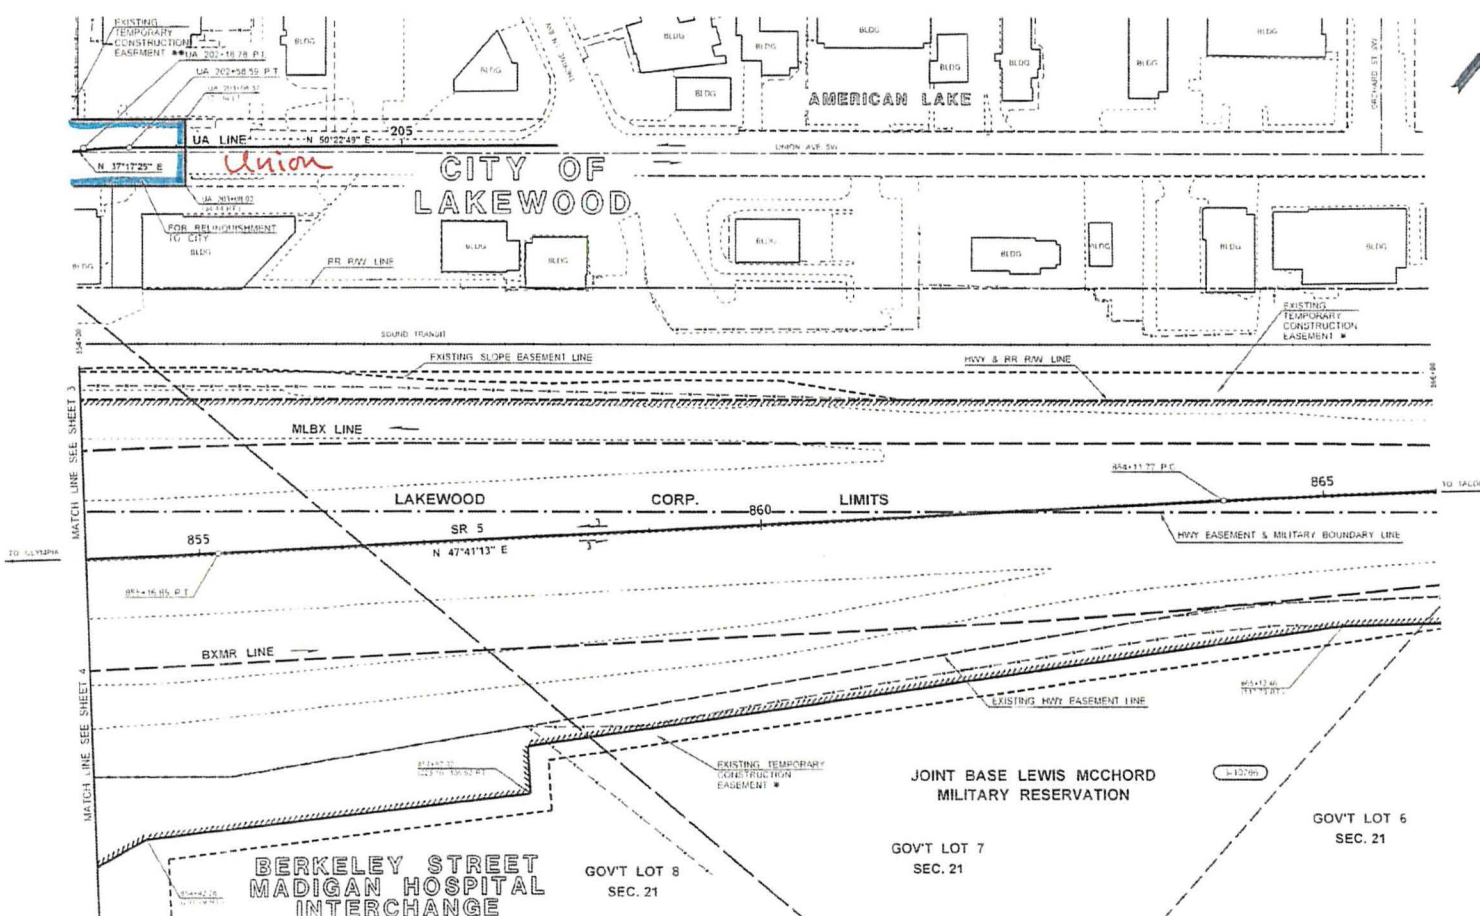 EXISTING
TEMPORARY
CONSTRUCTION
EASEMENT **
UA 202+18.78 P.I.
UA 202+58.59 P.T.
BLDG
BLDG
BLDG
BLDG
BLDG
BLDG
BLDG
BLDG
BLDG
BLDG
AMERICAN LAKE
ORCHARD ST SW
UA LINE
N 50°22'49" E
205
N 37°17'25" E
Union
UNION AVE SW
CITY OF
LAKEWOOD
FOR RELINQUISHMENT
TO CITY
BLDG
BLDG
BLDG
BLDG
BLDG
BLDG
BLDG
BLDG
BLDG
RR R/W LINE
EXISTING
TEMPORARY
CONSTRUCTION
EASEMENT *
SOUND TRANSIT
EXISTING SLOPE EASEMENT LINE
HWY & RR R/W LINE
MATCH LINE SEE SHEET 3
MLBX LINE
864+11.77 P.C.
865
LAKEWOOD CORP. LIMITS
860
SR 5
N 47°41'13" E
855
TO OLYMPIA
HWY EASEMENT & MILITARY BOUNDARY LINE
BXMR LINE
EXISTING HWY EASEMENT LINE
MATCH LINE SEE SHEET 4
EXISTING TEMPORARY
CONSTRUCTION
EASEMENT *
JOINT BASE LEWIS MCCHORD
MILITARY RESERVATION
GOV'T LOT 6
SEC. 21
GOV'T LOT 7
SEC. 21
GOV'T LOT 8
SEC. 21
BERKELEY STREET
MADIGAN HOSPITAL
INTERCHANGE